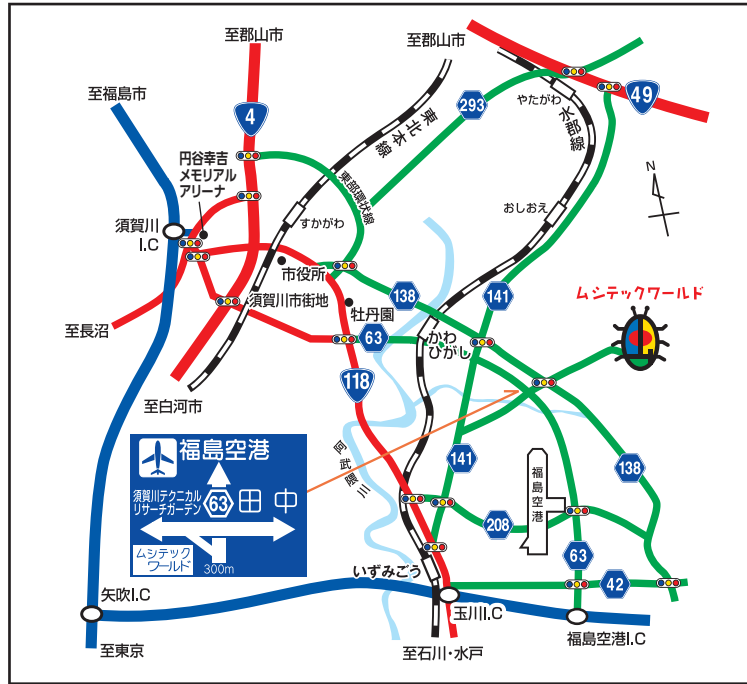 至郡山市
至郡山市
至福島市
4
293
やたがわ
49
東北本線
水郡線
円谷幸吉
メモリアル
アリーナ
東部環状線
すかがわ
おしおえ
N
須賀川
I.C
市役所
138
141
ムシテックワールド
須賀川市街地
牡丹園
至長沼
63
かわ
ひがし
118
至白河市
福島空港
須賀川テクニカル
リサーチガーデン
63
田中
ムシテック
ワールド
300m
阿武隈川
141
138
福島空港
208
63
いずみごう
42
矢吹I.C
玉川I.C
福島空港I.C
至東京
至石川・水戸